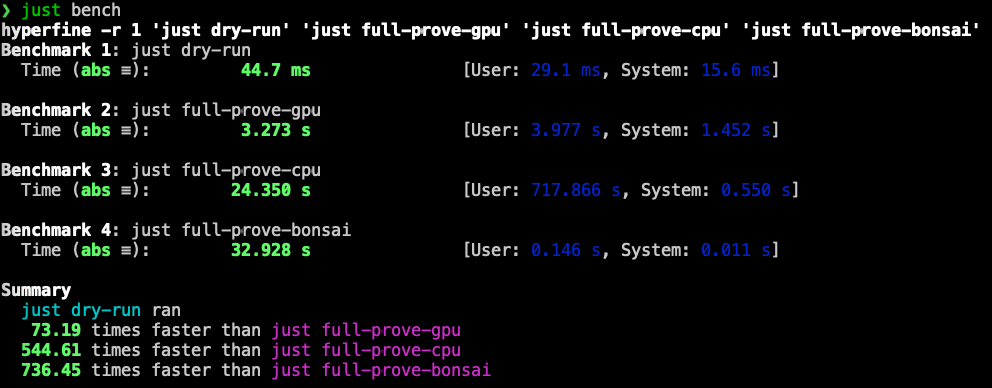 ❯ just bench
hyperfine -r 1 'just dry-run' 'just full-prove-gpu' 'just full-prove-cpu' 'just full-prove-bonsai'
Benchmark 1: just dry-run
  Time (abs ≡):         44.7 ms               [User: 29.1 ms, System: 15.6 ms]

Benchmark 2: just full-prove-gpu
  Time (abs ≡):         3.273 s               [User: 3.977 s, System: 1.452 s]

Benchmark 3: just full-prove-cpu
  Time (abs ≡):        24.350 s               [User: 717.866 s, System: 0.550 s]

Benchmark 4: just full-prove-bonsai
  Time (abs ≡):        32.928 s               [User: 0.146 s, System: 0.011 s]

Summary
  just dry-run ran
   73.19 times faster than just full-prove-gpu
  544.61 times faster than just full-prove-cpu
  736.45 times faster than just full-prove-bonsai